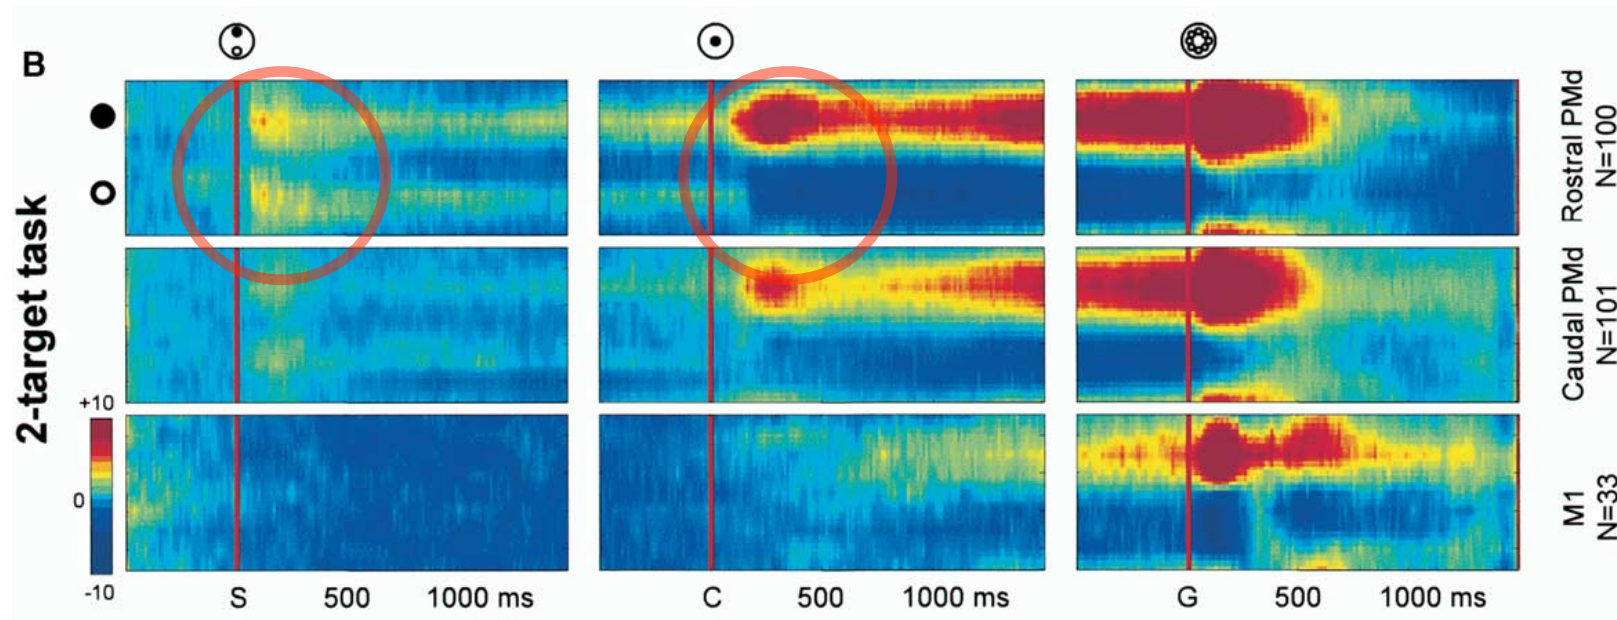 B
2-target task
Rostral PMd
N=100
Caudal PMd
N=101
M1
N=33
+10
0
-10
S 500 1000 ms
C 500 1000 ms
G 500 1000 ms